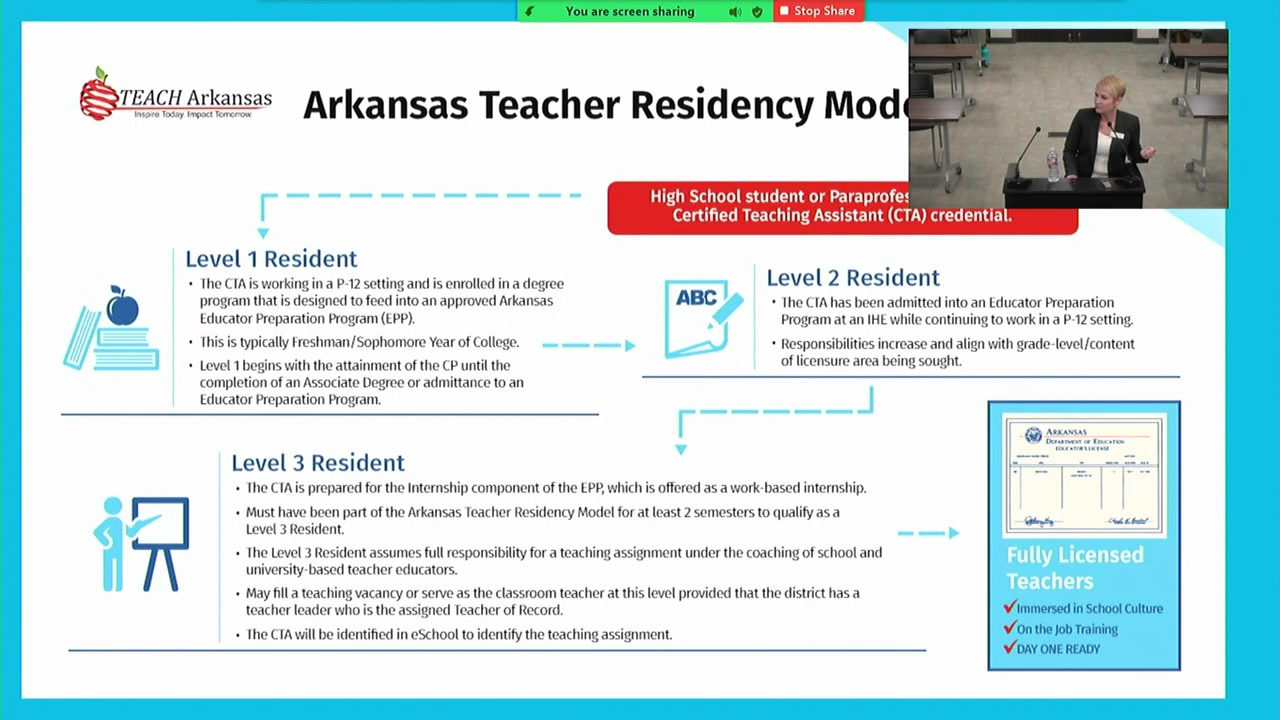 You are screen sharing
Stop Share
TEACH Arkansas
Inspire Today. Impact Tomorrow
Arkansas Teacher Residency
High School student or
Certified Teaching Assistant (CTA) credential.
Level 1 Resident
• The CTA is working in a P-12 setting and is enrolled in a degree
program that is designed to feed into an approved Arkansas
Educator Preparation Program (EPP).
• This is typically Freshman/Sophomore Year of College.
• Level 1 begins with the attainment of the CP until the
completion of an Associate Degree or admittance to an
Educator Preparation Program.
ABC
Level 2 Resident
• The CTA has been admitted into an Educator Preparation
Program at an IHE while continuing to work in a P-12 setting.
• Responsibilities increase and align with grade-level/content
of licensure area being sought.
Level 3 Resident
• The CTA is prepared for the Internship component of the EPP, which is offered as a work-based internship.
• Must have been part of the Arkansas Teacher Residency Model for at least 2 semesters to qualify as a
Level 3 Resident.
• The Level 3 Resident assumes full responsibility for a teaching assignment under the coaching of school and
university-based teacher educators.
• May fill a teaching vacancy or serve as the classroom teacher at this level provided that the district has a
teacher leader who is the assigned Teacher of Record.
• The CTA will be identified in eSchool to identify the teaching assignment.
ARKANSAS
DEPARTMENT OF EDUCATION
EDUCATOR'S LICENSE
Fully Licensed
Teachers
Immersed in School Culture
On the Job Training
DAY ONE READY